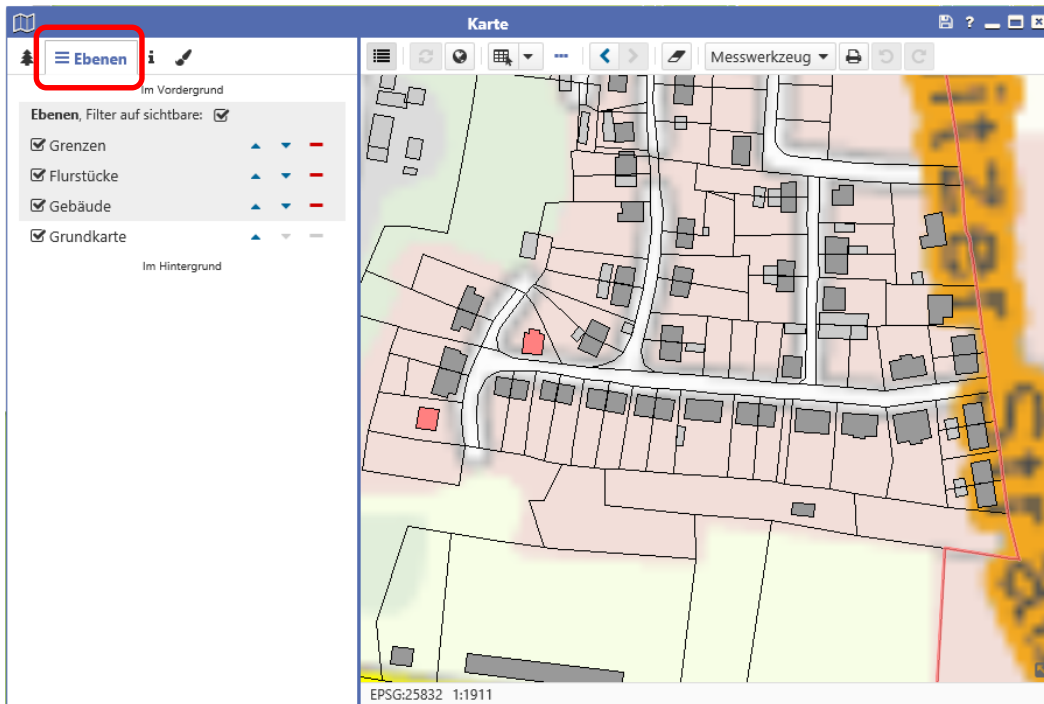 Karte
?
Ebenen
i
Messwerkzeug
Im Vordergrund
Ebenen, Filter auf sichtbare:
Grenzen
Flurstücke
Gebäude
Grundkarte
Im Hintergrund
EPSG:25832 1:1911